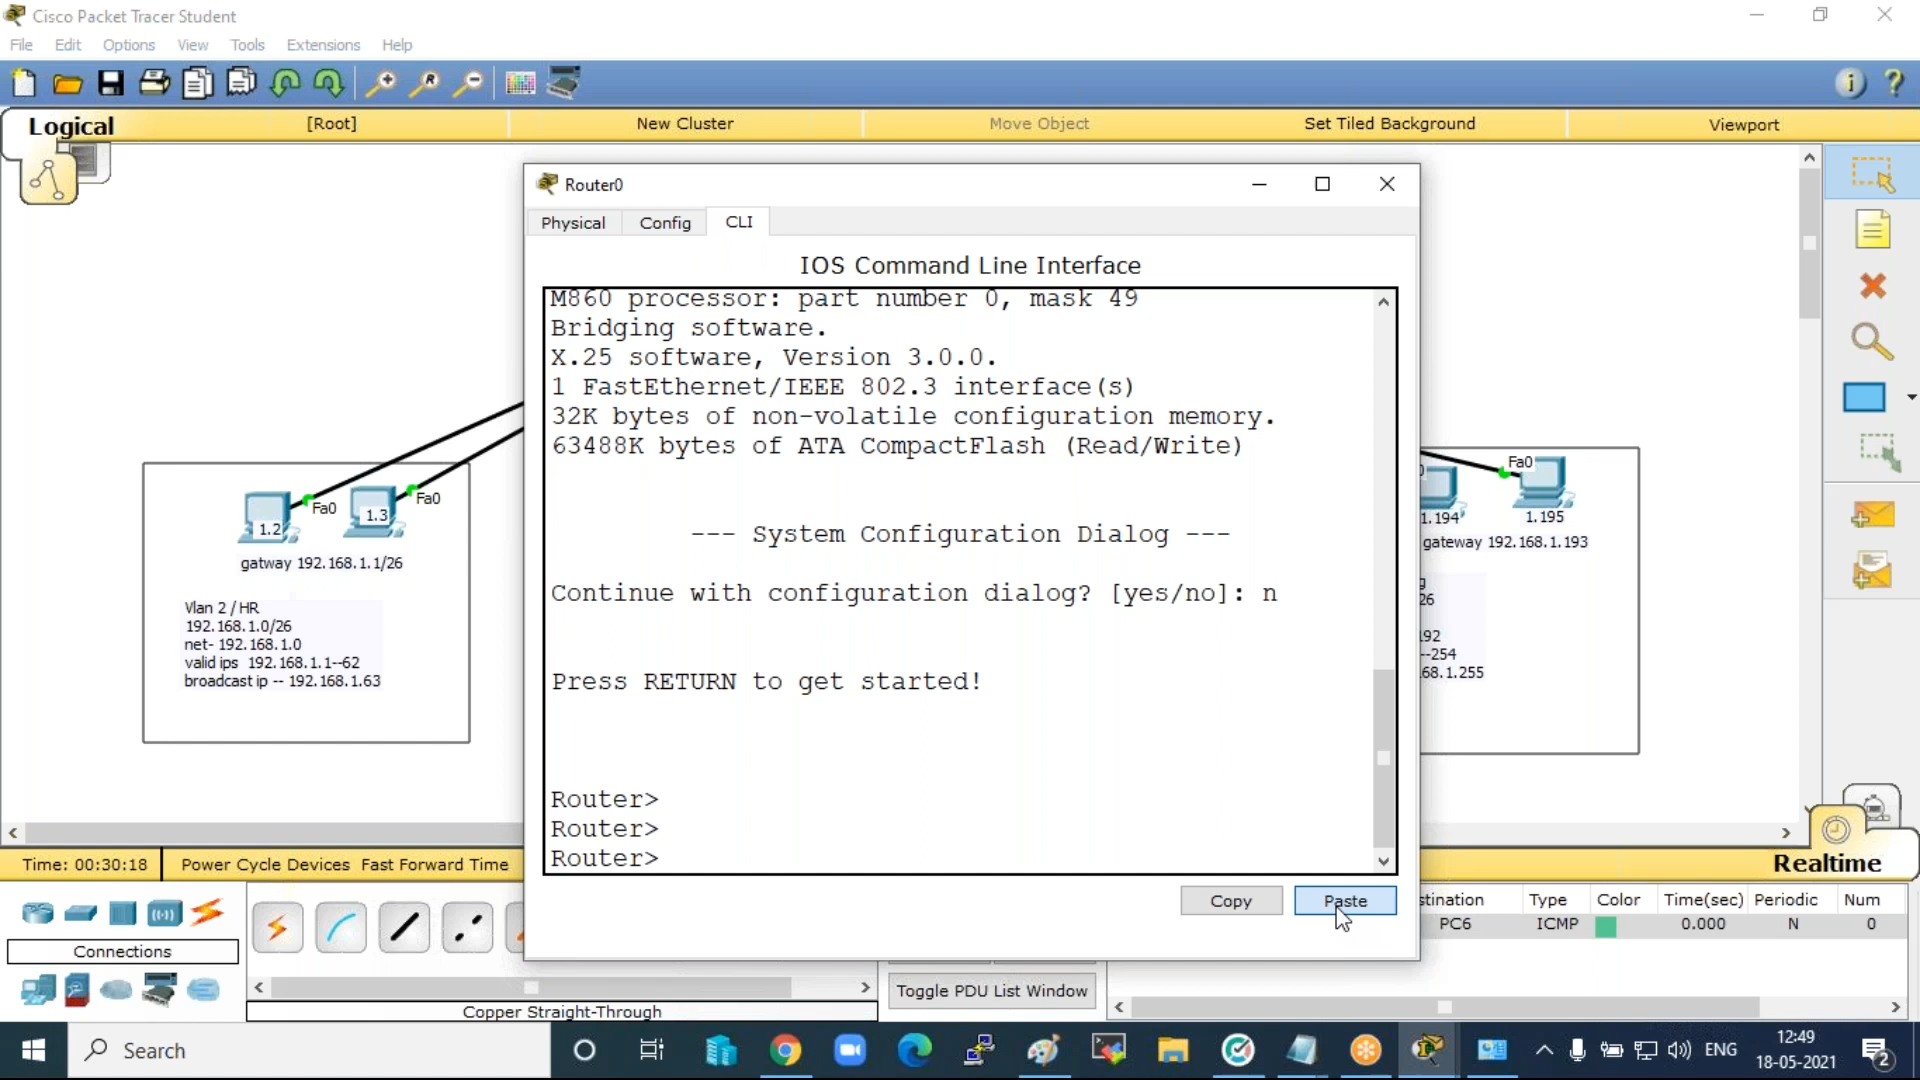 Cisco Packet Tracer Student
File Edit Options View Tools Extensions Help
Logical [Root] New Cluster Move Object Set Tiled Background Viewport
Router0
Physical Config CLI
IOS Command Line Interface
M860 processor: part number 0, mask 49
Bridging software.
X.25 software, Version 3.0.0.
1 FastEthernet/IEEE 802.3 interface(s)
32K bytes of non-volatile configuration memory.
63488K bytes of ATA CompactFlash (Read/Write)
--- System Configuration Dialog ---
Continue with configuration dialog? [yes/no]: n
Press RETURN to get started!
Router>
Router>
Router>
Copy Paste
1.2 Fa0 1.3 Fa0
gatway 192.168.1.1/26
Vlan 2 / HR
192.168.1.0/26
net- 192.168.1.0
valid ips 192.168.1.1--62
broadcast ip -- 192.168.1.63
Fa0
1.194 1.195
gateway 192.168.1.193
26
192
--254
68.1.255
Time: 00:30:18 Power Cycle Devices Fast Forward Time
Realtime
Connections
Copper Straight-Through
Toggle PDU List Window
stination Type Color Time(sec) Periodic Num
PC6 ICMP 0.000 N 0
Search
ENG
12:49
18-05-2021
2